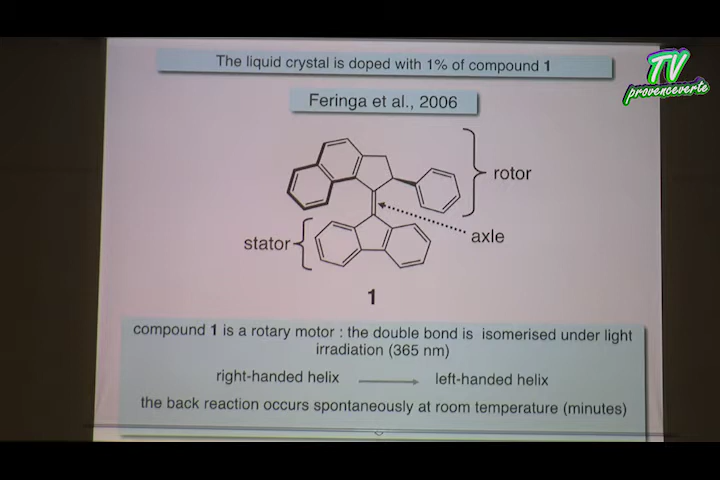 The liquid crystal is doped with 1% of compound 1
TV
provenceverte
Feringa et al., 2006
rotor
axle
stator
1
compound 1 is a rotary motor : the double bond is isomerised under light
irradiation (365 nm)
right-handed helix
left-handed helix
the back reaction occurs spontaneously at room temperature (minutes)